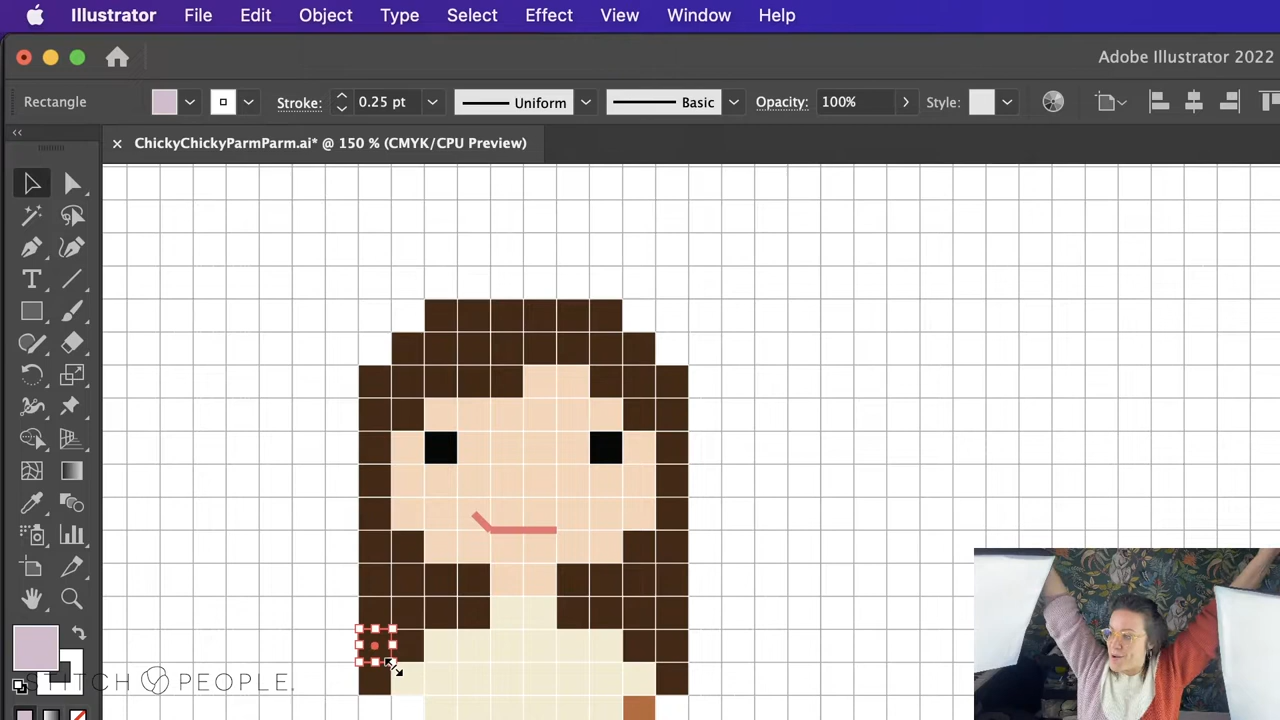 Illustrator File Edit Object Type Select Effect View Window Help
Adobe Illustrator 2022
Rectangle Stroke: 0.25 pt Uniform Basic Opacity: 100% Style:
ChickyChickyParmParm.ai* @ 150 % (CMYK/CPU Preview)
STITCH PEOPLE.